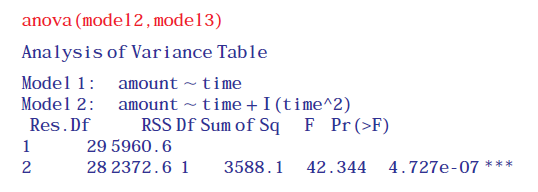 anova(model2,model3)
Analysis of Variance Table
Model 1: amount ~ time
Model 2: amount ~ time + I(time^2)
Res.Df RSS Df Sum of Sq F Pr(>F)
1 29 5960.6
2 28 2372.6 1 3588.1 42.344 4.727e-07 ***